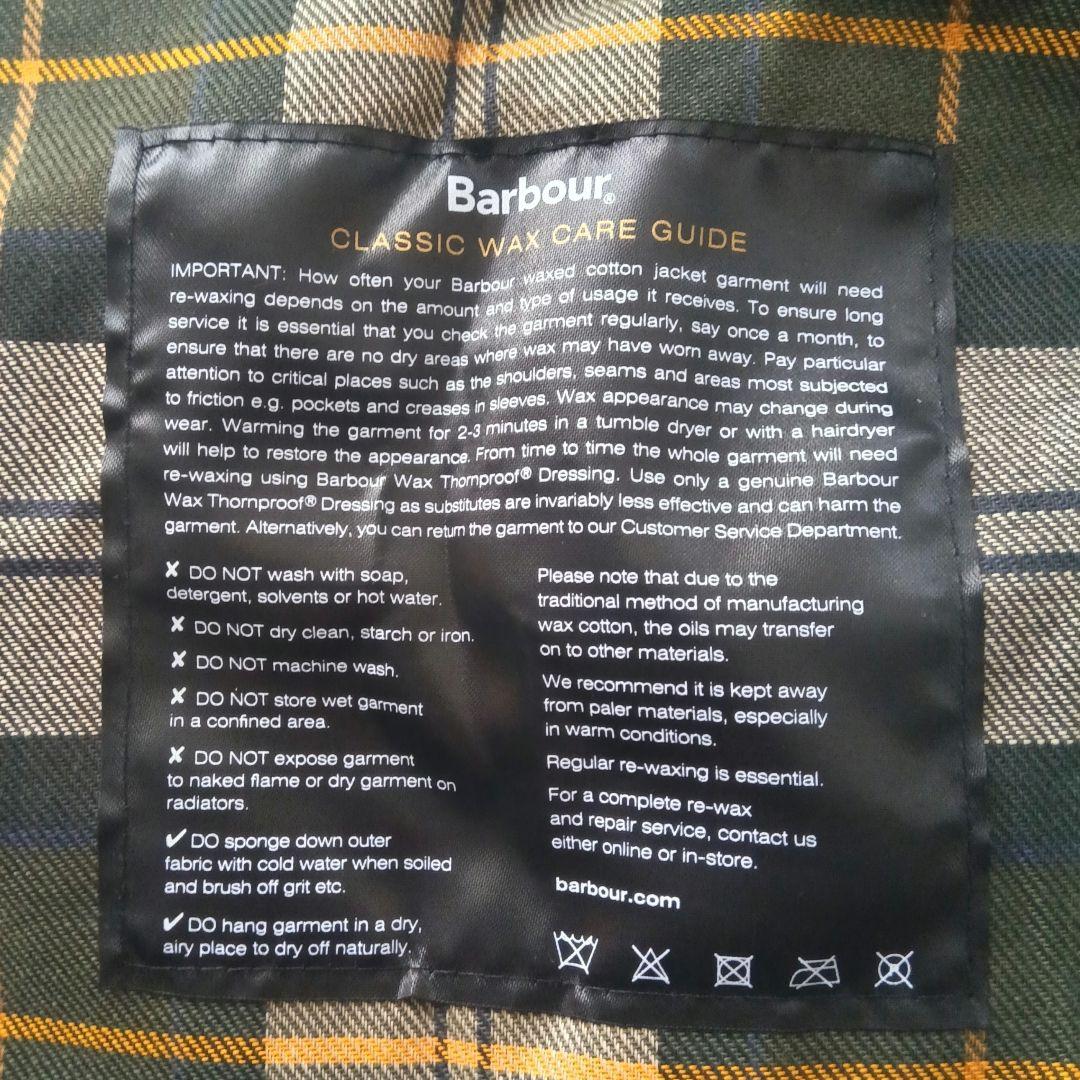 Barbour®
CLASSIC WAX CARE GUIDE
IMPORTANT: How often your Barbour waxed cotton jacket garment will need
re-waxing depends on the amount and type of usage it receives. To ensure long
service it is essential that you check the garment regularly, say once a month, to
ensure that there are no dry areas where wax may have worn away. Pay particular
attention to critical places such as the shoulders, seams and areas most subjected
to friction e.g. pockets and creases in sleeves. Wax appearance may change during
wear. Warming the garment for 2-3 minutes in a tumble dryer or with a hairdryer
will help to restore the appearance. From time to time the whole garment will need
re-waxing using Barbour Wax Thornproof® Dressing. Use only a genuine Barbour
Wax Thornproof® Dressing as substitutes are invariably less effective and can harm the
garment. Alternatively, you can return the garment to our Customer Service Department.
✘ DO NOT wash with soap,
detergent, solvents or hot water.
✘ DO NOT dry clean, starch or iron.
✘ DO NOT machine wash.
✘ DO NOT store wet garment
in a confined area.
✘ DO NOT expose garment
to naked flame or dry garment on
radiators.
✔ DO sponge down outer
fabric with cold water when soiled
and brush off grit etc.
✔ DO hang garment in a dry,
airy place to dry off naturally.
Please note that due to the
traditional method of manufacturing
wax cotton, the oils may transfer
on to other materials.
We recommend it is kept away
from paler materials, especially
in warm conditions.
Regular re-waxing is essential.
For a complete re-wax
and repair service, contact us
either online or in-store.
barbour.com